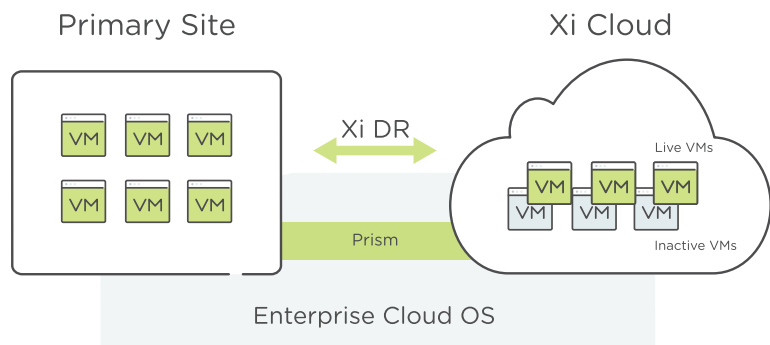 Primary Site
Xi Cloud
VM VM VM
Xi DR
Live VMs
VM VM VM
VM VM VM
VM VM VM
Prism
Inactive VMs
Enterprise Cloud OS